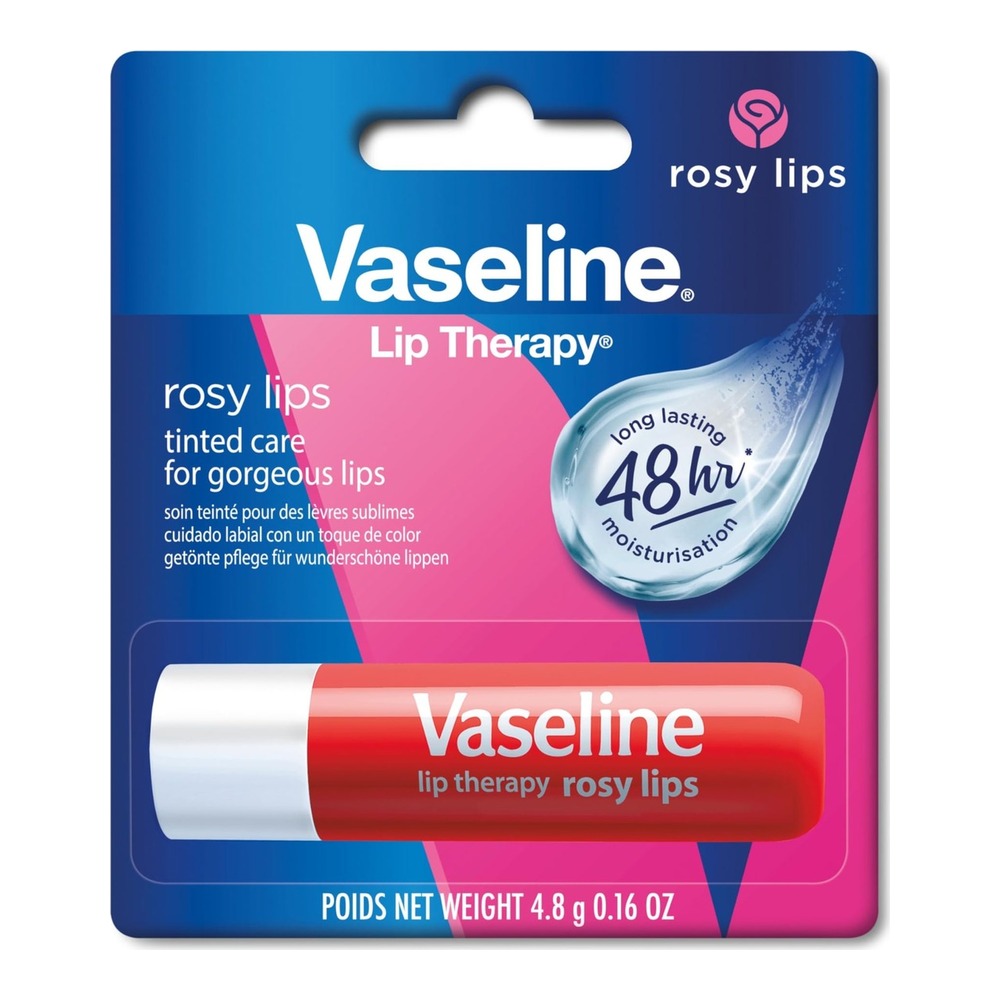 rosy lips
Vaseline®
Lip Therapy®
rosy lips
tinted care
for gorgeous lips
soin teinté pour des lèvres sublimes
cuidado labial con un toque de color
getönte pflege für wunderschöne lippen
long lasting
48hr*
moisturisation
Vaseline
lip therapy rosy lips
POIDS NET WEIGHT 4.8 g 0.16 OZ